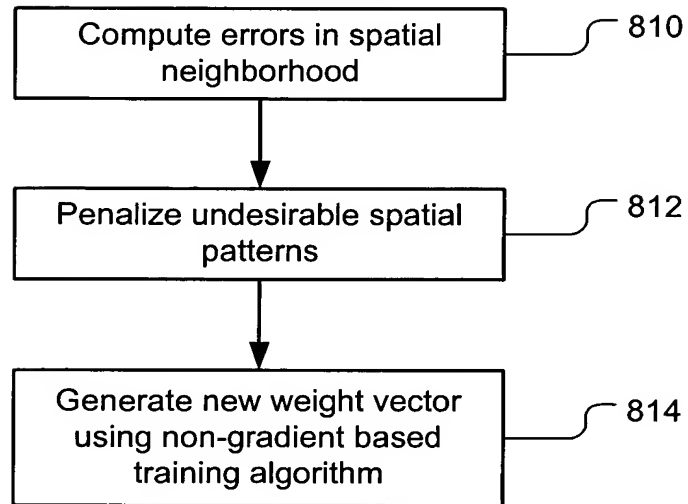 Compute errors in spatial
neighborhood
810
Penalize undesirable spatial
patterns
812
Generate new weight vector
using non-gradient based
training algorithm
814